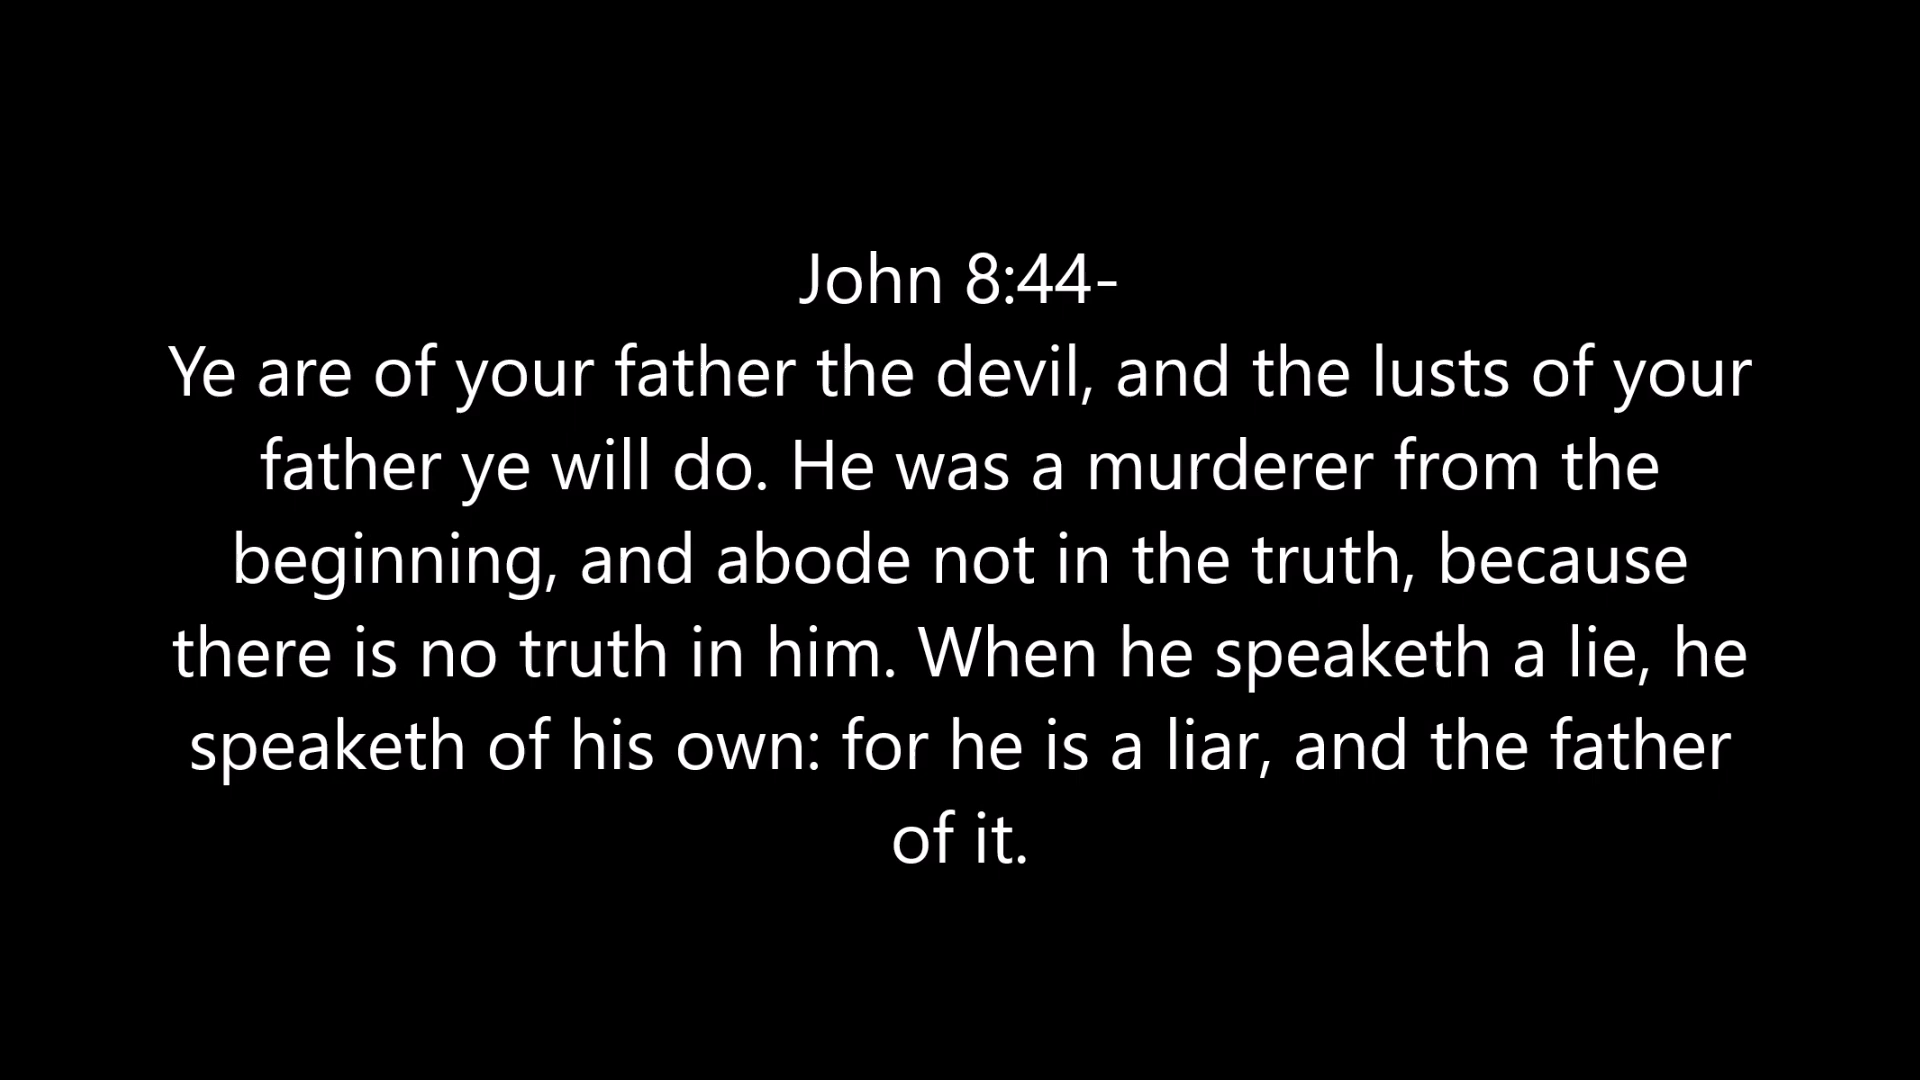 John 8:44-
Ye are of your father the devil, and the lusts of your
father ye will do. He was a murderer from the
beginning, and abode not in the truth, because
there is no truth in him. When he speaketh a lie, he
speaketh of his own: for he is a liar, and the father
of it.